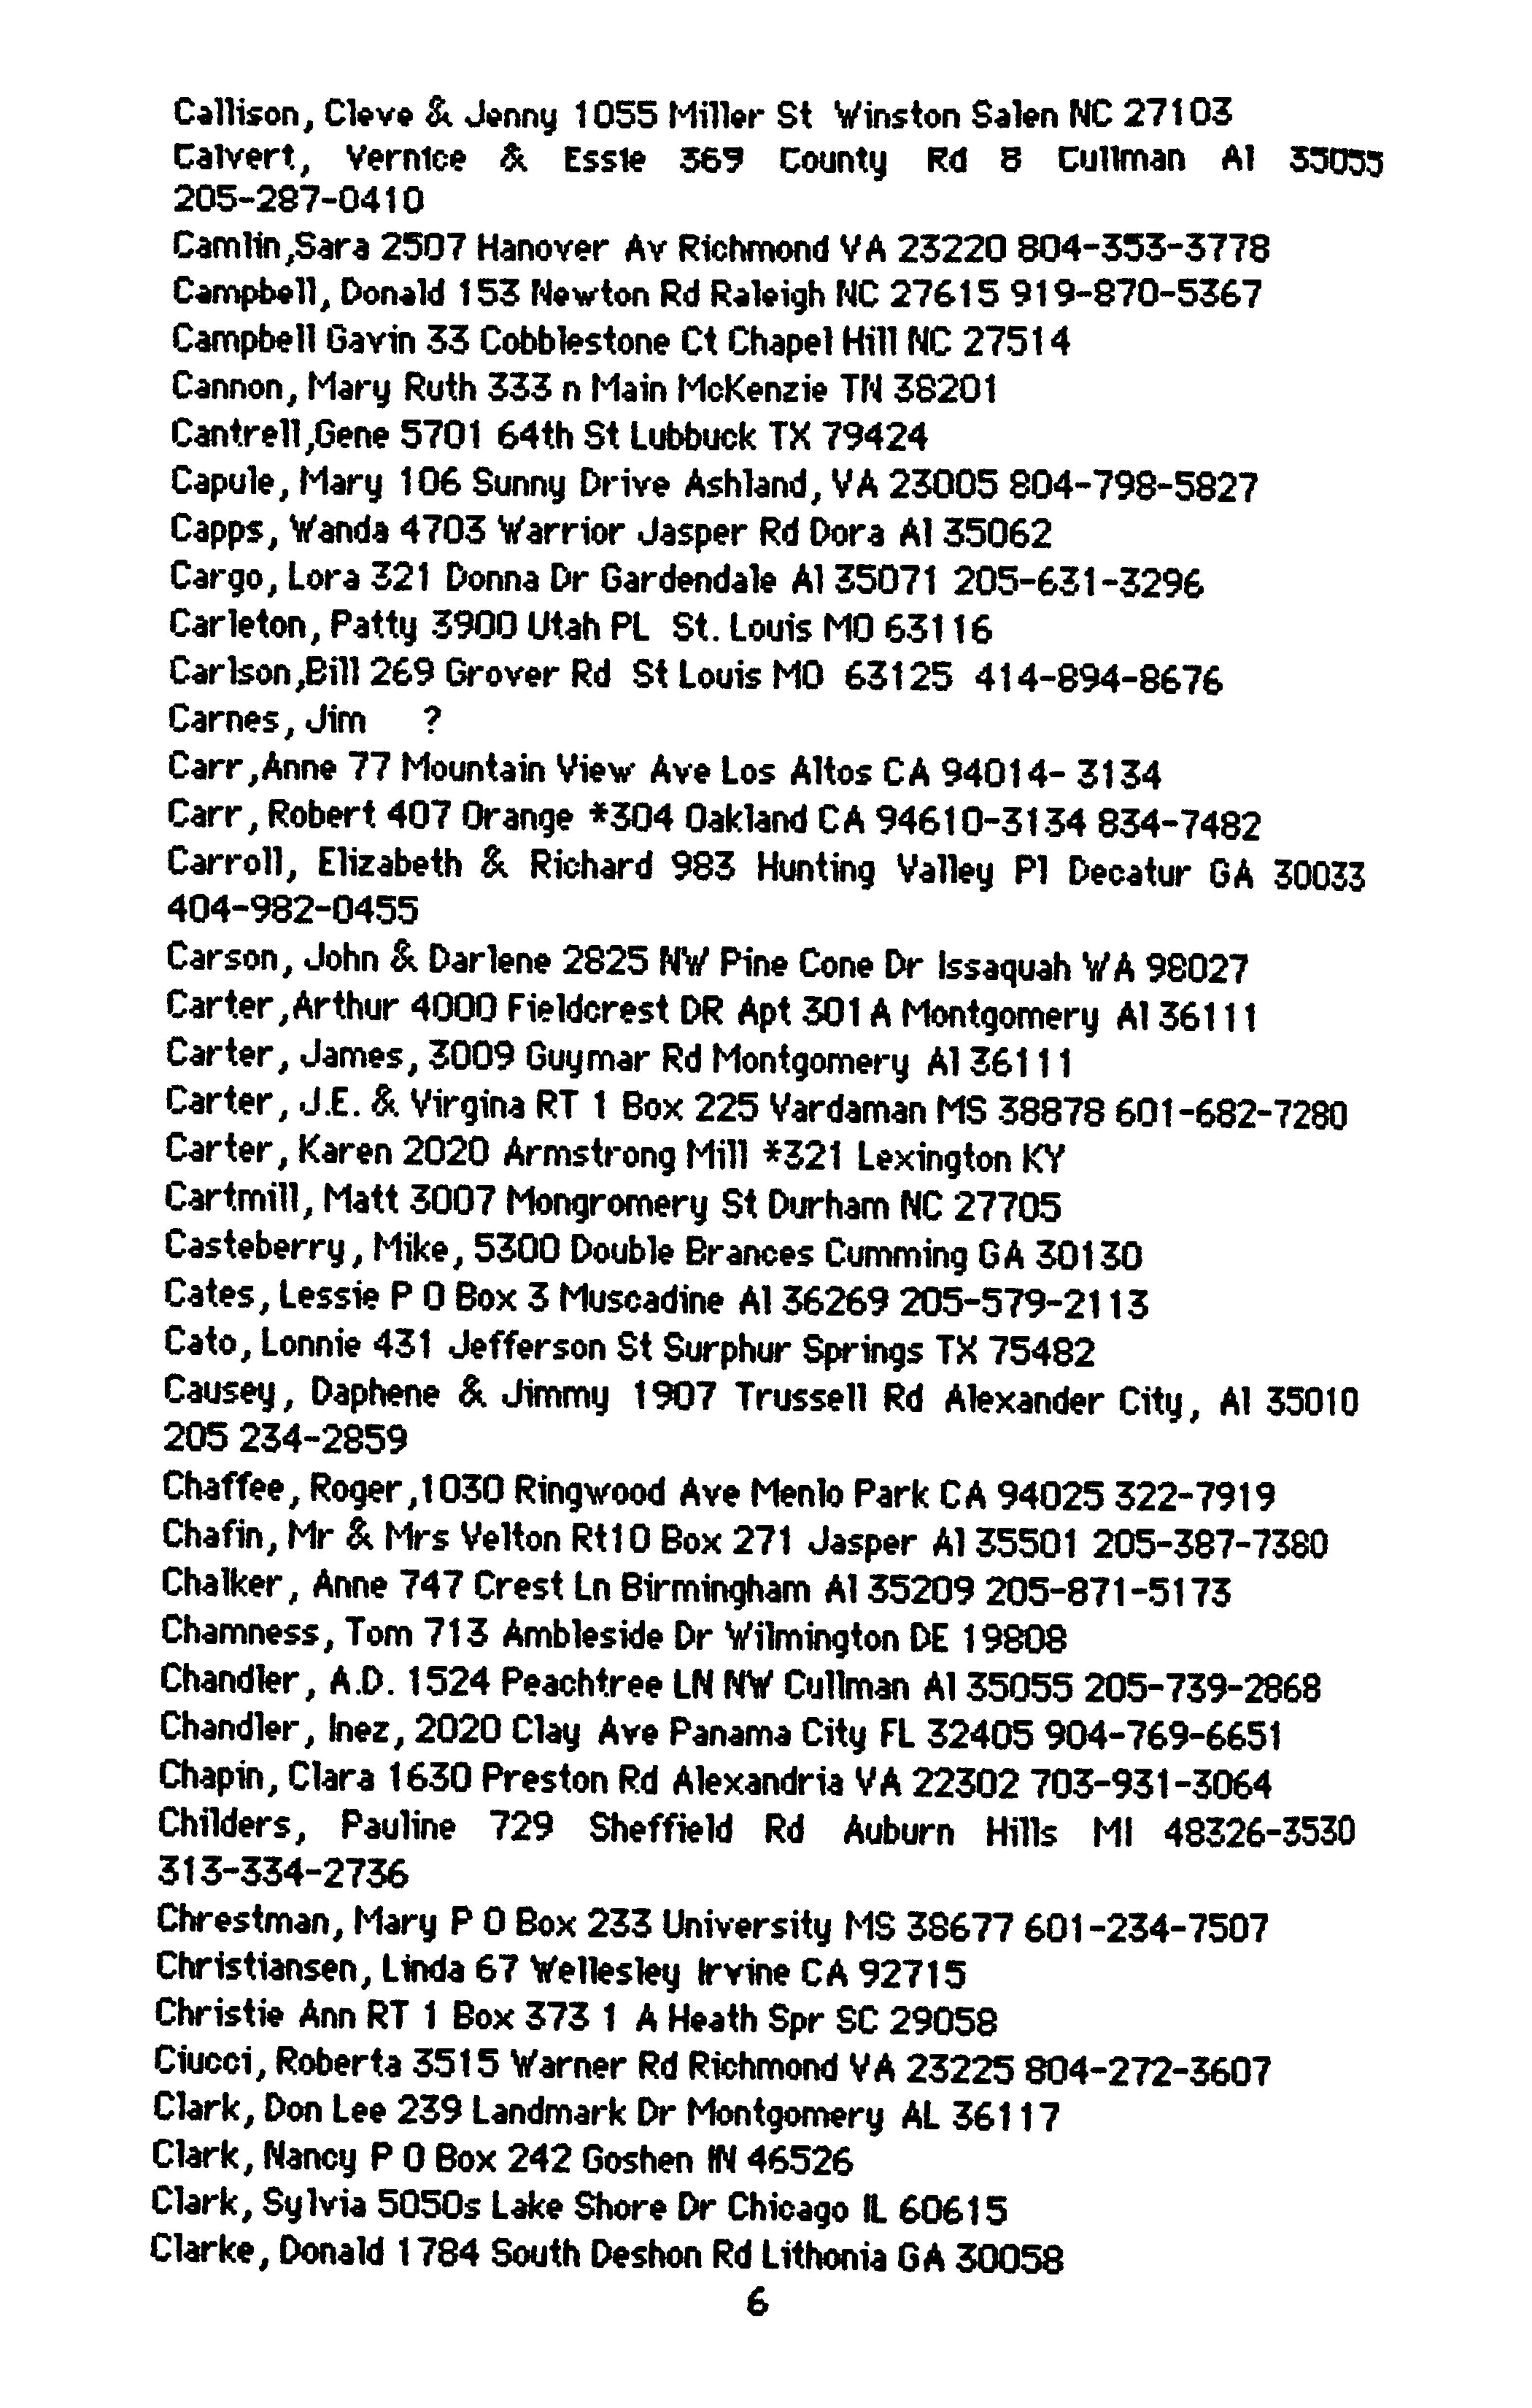 Callison, Cleve & Jenny 1055 Miller St Winston Salen NC 27103
Calvert, Vernice & Essie 369 County Rd 8 Cullman Al 35055
205-287-0410
Camlin,Sara 2507 Hanover Av Richmond VA 23220 804-353-3778
Campbell, Donald 153 Newton Rd Raleigh NC 27615 919-870-5367
Campbell Gavin 33 Cobblestone Ct Chapel Hill NC 27514
Cannon, Mary Ruth 333 n Main McKenzie TN 38201
Cantrell,Gene 5701 64th St Lubbuck TX 79424
Capule, Mary 106 Sunny Drive Ashland, VA 23005 804-798-5827
Capps, Wanda 4703 Warrior Jasper Rd Dora Al 35062
Cargo, Lora 321 Donna Dr Gardendale Al 35071 205-631-3296
Carleton, Patty 3900 Utah PL St. Louis MO 63116
Carlson,Bill 269 Grover Rd St Louis MO 63125 414-894-8676
Carnes, Jim ?
Carr,Anne 77 Mountain View Ave Los Altos CA 94014- 3134
Carr, Robert 407 Orange *304 Oakland CA 94610-3134 834-7482
Carroll, Elizabeth & Richard 983 Hunting Valley Pl Decatur GA 30033
404-982-0455
Carson, John & Darlene 2825 NW Pine Cone Dr Issaquah WA 98027
Carter,Arthur 4000 Fieldcrest DR Apt 301 A Montgomery Al 36111
Carter, James, 3009 Guymar Rd Montgomery Al 36111
Carter, J.E. & Virgina RT 1 Box 225 Vardaman MS 38878 601-682-7280
Carter, Karen 2020 Armstrong Mill *321 Lexington KY
Cartmill, Matt 3007 Mongromery St Durham NC 27705
Casteberry, Mike, 5300 Double Brances Cumming GA 30130
Cates, Lessie P O Box 3 Muscadine Al 36269 205-579-2113
Cato, Lonnie 431 Jefferson St Surphur Springs TX 75482
Causey, Daphene & Jimmy 1907 Trussell Rd Alexander City, Al 35010
205 234-2859
Chaffee, Roger,1030 Ringwood Ave Menlo Park CA 94025 322-7919
Chafin, Mr & Mrs Velton Rt10 Box 271 Jasper Al 35501 205-387-7380
Chalker, Anne 747 Crest Ln Birmingham Al 35209 205-871-5173
Chamness, Tom 713 Ambleside Dr Wilmington DE 19808
Chandler, A.D. 1524 Peachtree LN NW Cullman Al 35055 205-739-2868
Chandler, Inez, 2020 Clay Ave Panama City FL 32405 904-769-6651
Chapin, Clara 1630 Preston Rd Alexandria VA 22302 703-931-3064
Childers, Pauline 729 Sheffield Rd Auburn Hills MI 48326-3530
313-334-2736
Chrestman, Mary P O Box 233 University MS 38677 601-234-7507
Christiansen, Linda 67 Wellesley Irvine CA 92715
Christie Ann RT 1 Box 373 1 A Heath Spr SC 29058
Ciucci, Roberta 3515 Warner Rd Richmond VA 23225 804-272-3607
Clark, Don Lee 239 Landmark Dr Montgomery AL 36117
Clark, Nancy P O Box 242 Goshen IN 46526
Clark, Sylvia 5050s Lake Shore Dr Chicago IL 60615
Clarke, Donald 1784 South Deshon Rd Lithonia GA 30058
6